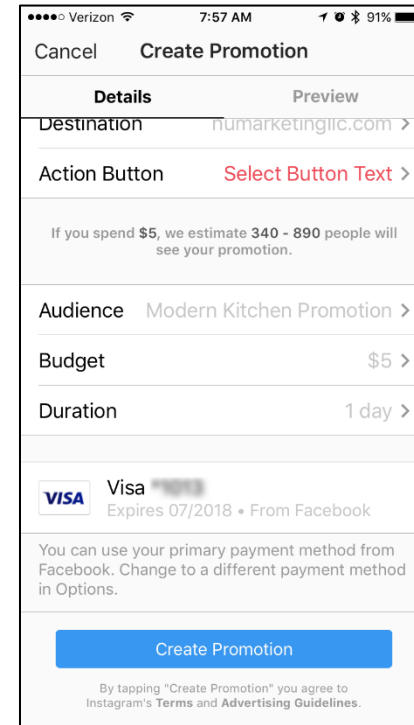 Verizon 7:57 AM 91%
Cancel Create Promotion
Details Preview
Destination numarketingllc.com >
Action Button Select Button Text >
If you spend $5, we estimate 340 - 890 people will
see your promotion.
Audience Modern Kitchen Promotion >
Budget $5 >
Duration 1 day >
VISA Visa
Expires 07/2018 • From Facebook
You can use your primary payment method from
Facebook. Change to a different payment method
in Options.
Create Promotion
By tapping "Create Promotion" you agree to
Instagram's Terms and Advertising Guidelines.